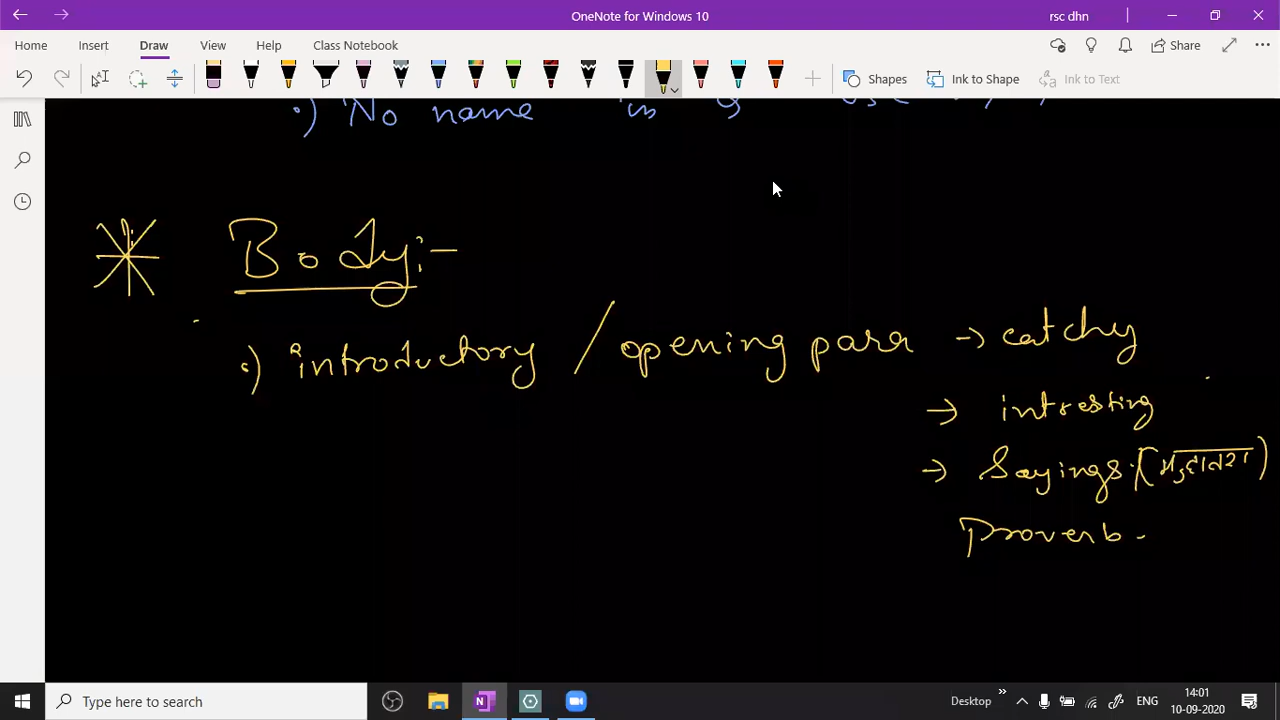 OneNote for Windows 10 rsc dhn
Home Insert Draw View Help Class Notebook Share
Shapes Ink to Shape Ink to Text
•) No name is
Body:-
•) introductory / opening para → catchy
→ intresting
→ Sayings (
Proverb -
Type here to search Desktop » ENG 14:01
10-09-2020